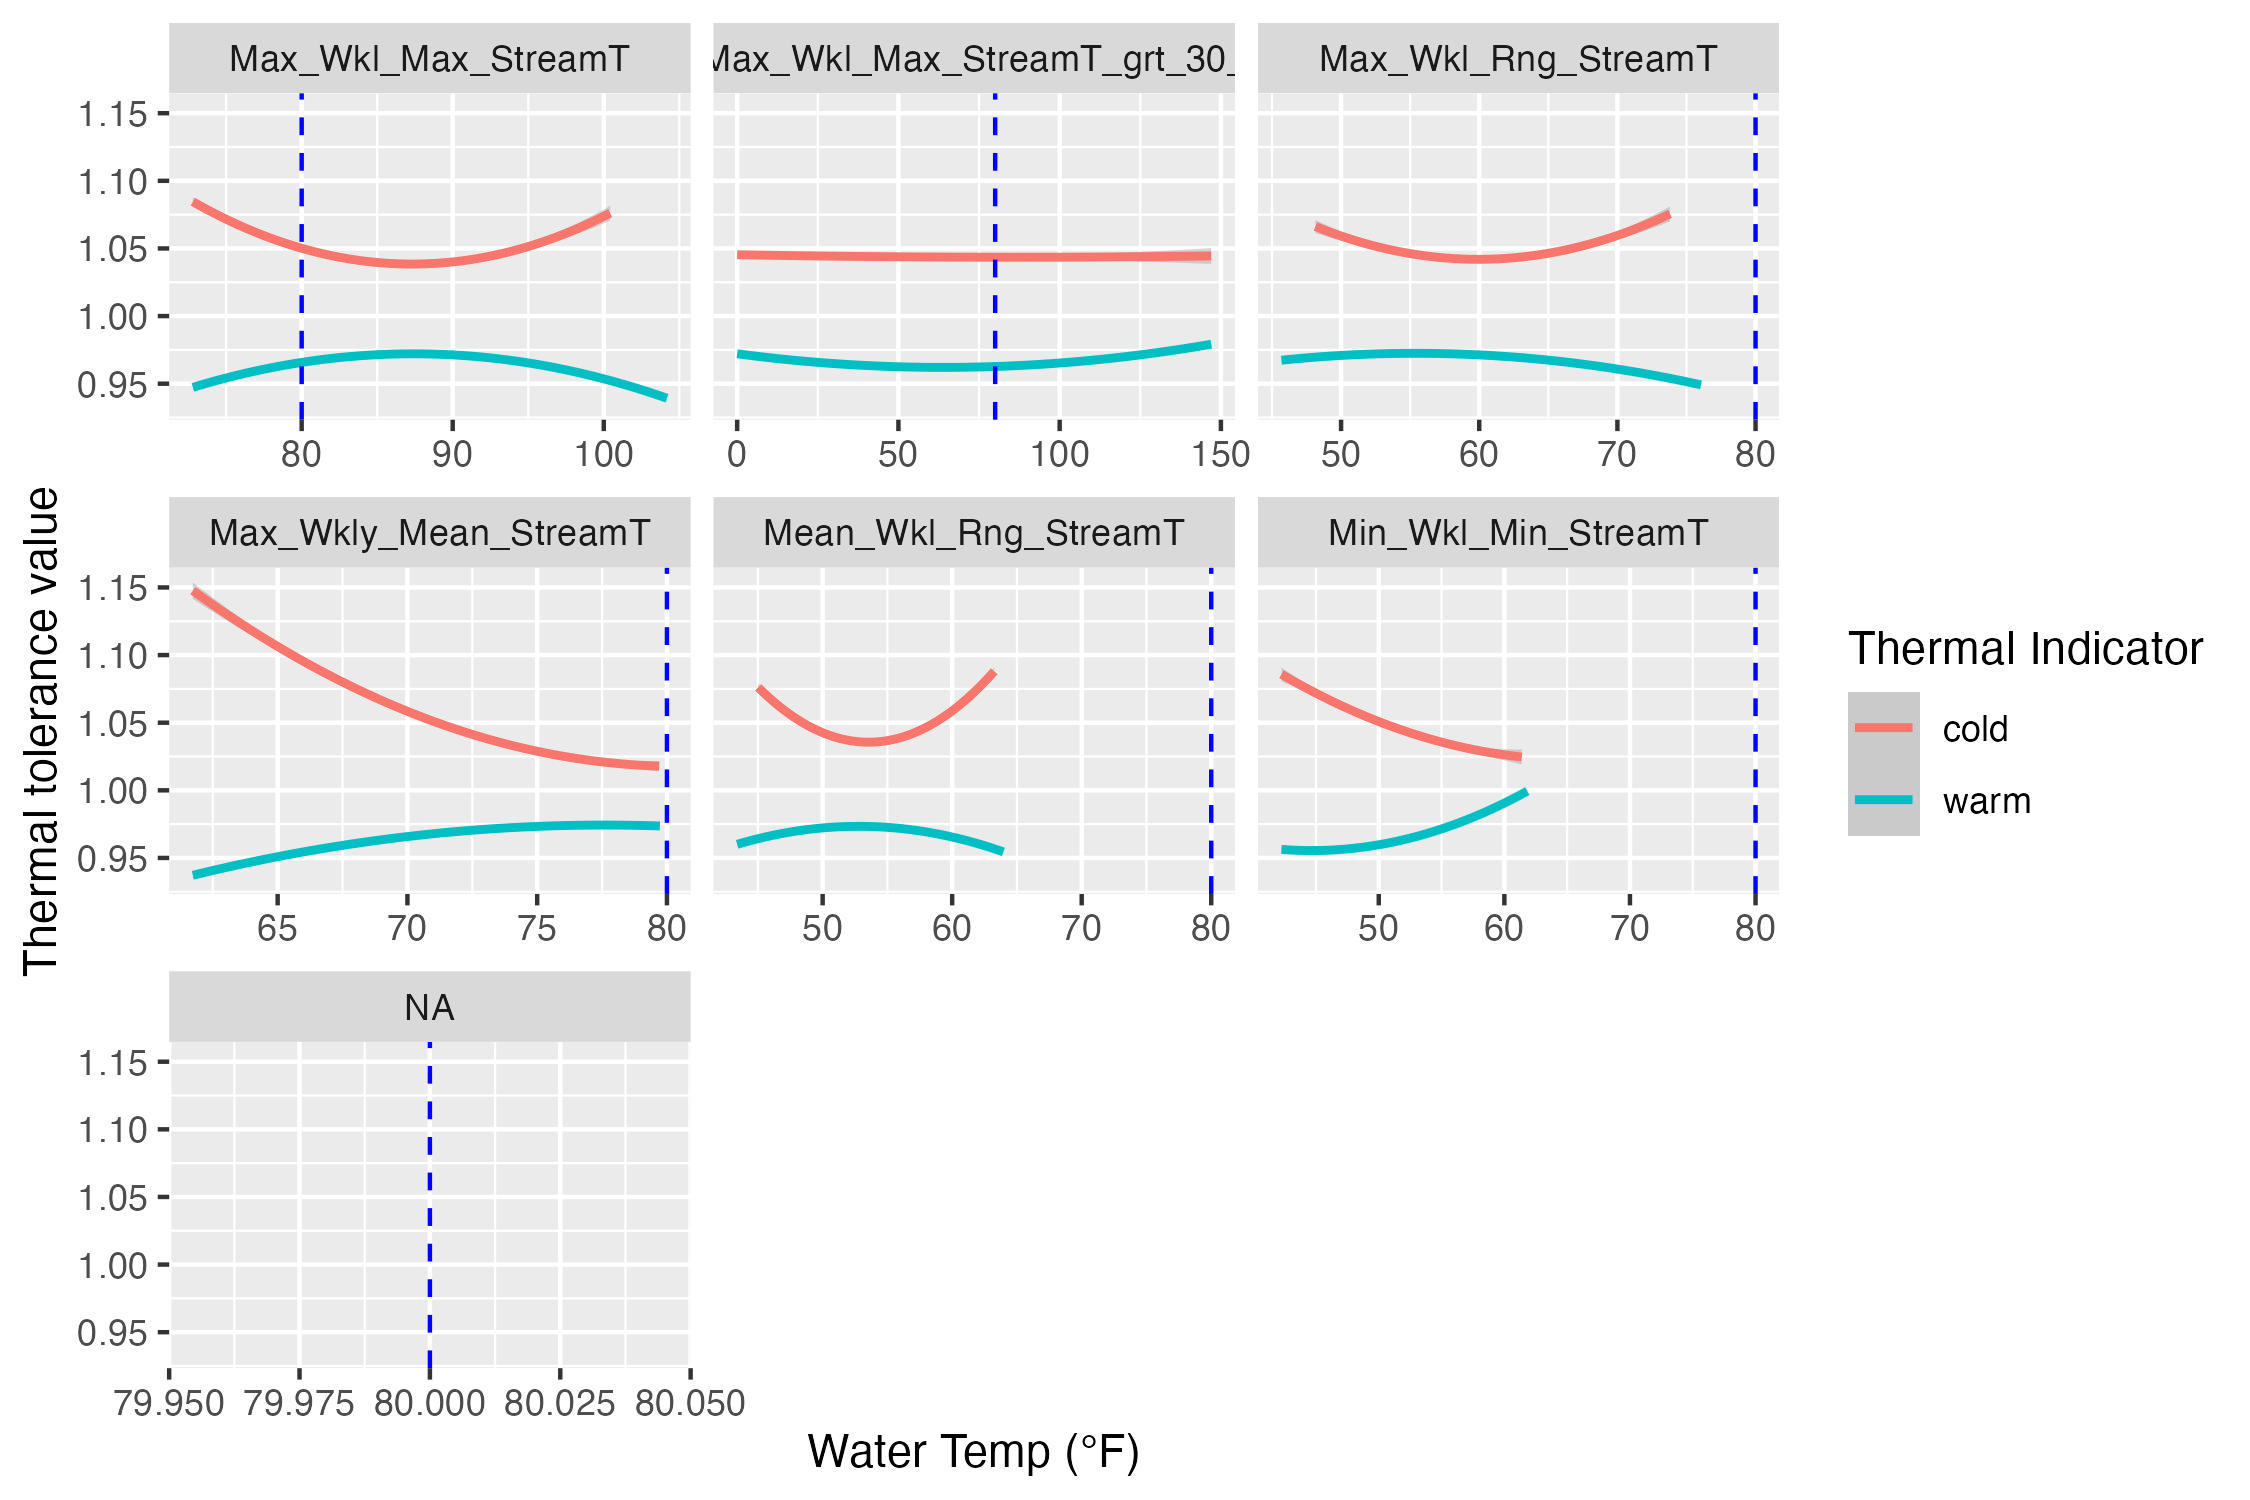 Max_Wkl_Max_StreamT
Max_Wkl_Max_StreamT_grt_30_
Max_Wkl_Rng_StreamT
1.15
1.10
1.05
1.00
0.95
80 90 100
0 50 100 150
50 60 70 80
Thermal tolerance value
Max_Wkly_Mean_StreamT
Mean_Wkl_Rng_StreamT
Min_Wkl_Min_StreamT
1.15
1.10
1.05
1.00
0.95
65 70 75 80
50 60 70 80
50 60 70 80
Thermal Indicator
cold
warm
NA
1.15
1.10
1.05
1.00
0.95
79.950 79.975 80.000 80.025 80.050
Water Temp (°F)